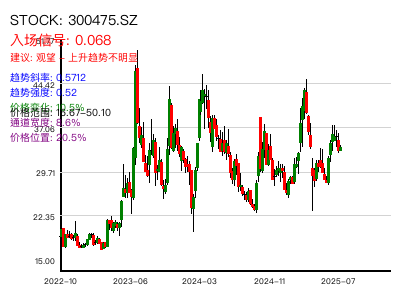 STOCK: 300475.SZ
入场信号: 0.068
建议: 观望 - 上升趋势不明显
趋势斜率: 0.5712
44.42
趋势强度: 0.52
价格变化: 10.5%
价格范围: 16.67-50.10
通道宽度: 8.6%
37.06
价格位置: 20.5%
29.71
22.35
15.00
2022-10
2023-06
2024-03
2024-11
2025-07